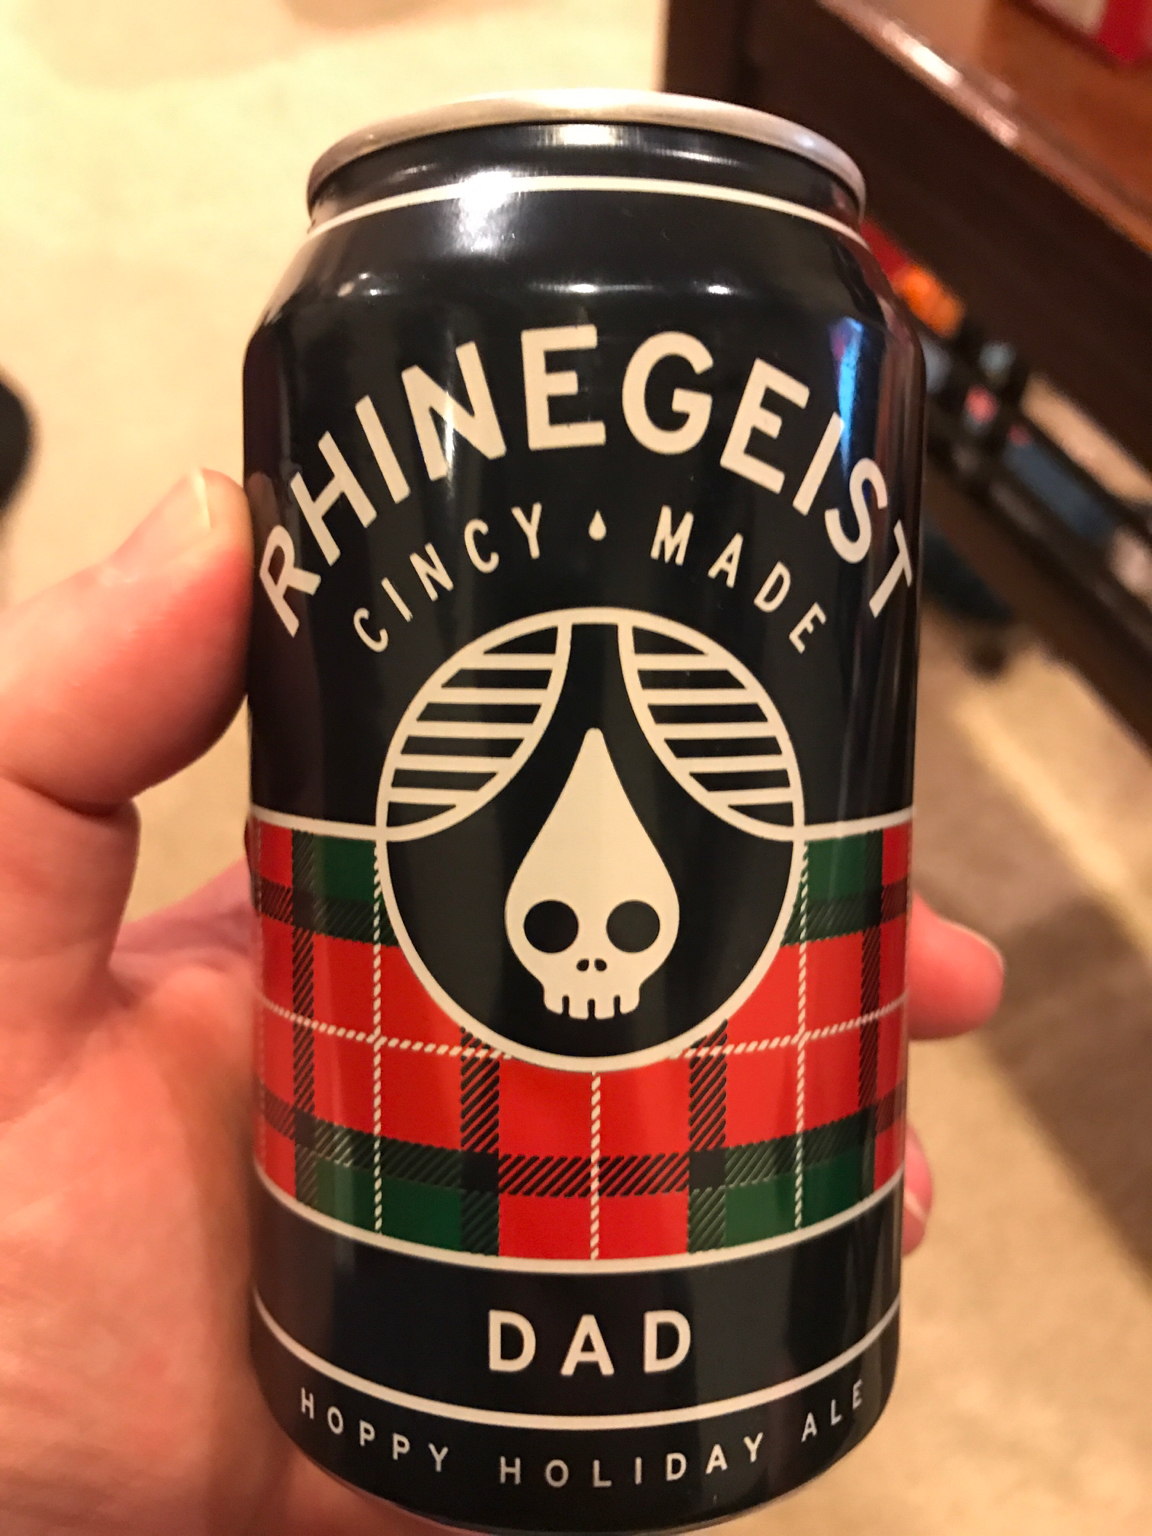 RHINEGEIST
CINCY · MADE
DAD
HOPPY HOLIDAY ALE